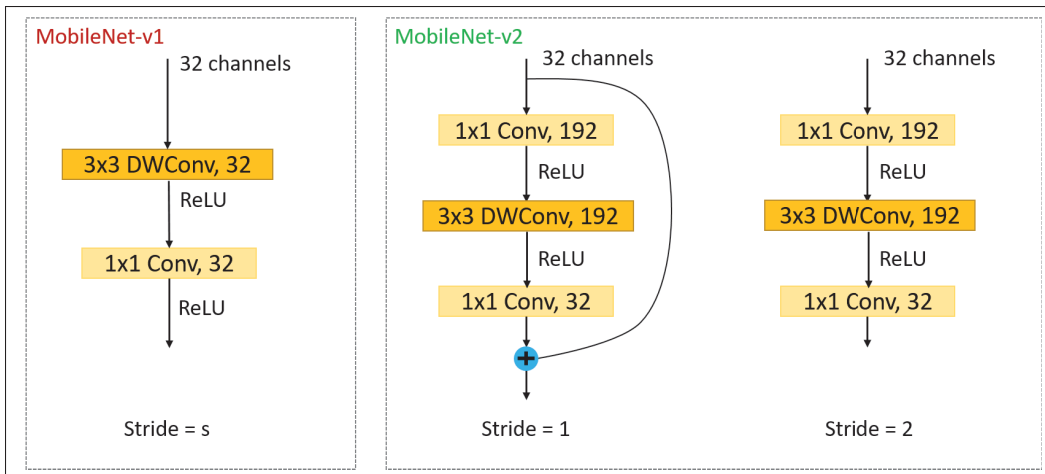 MobileNet-v1
32 channels
3x3 DWConv, 32
ReLU
1x1 Conv, 32
ReLU
Stride = s
MobileNet-v2
32 channels
1x1 Conv, 192
ReLU
3x3 DWConv, 192
ReLU
1x1 Conv, 32
+
Stride = 1
32 channels
1x1 Conv, 192
ReLU
3x3 DWConv, 192
ReLU
1x1 Conv, 32
Stride = 2